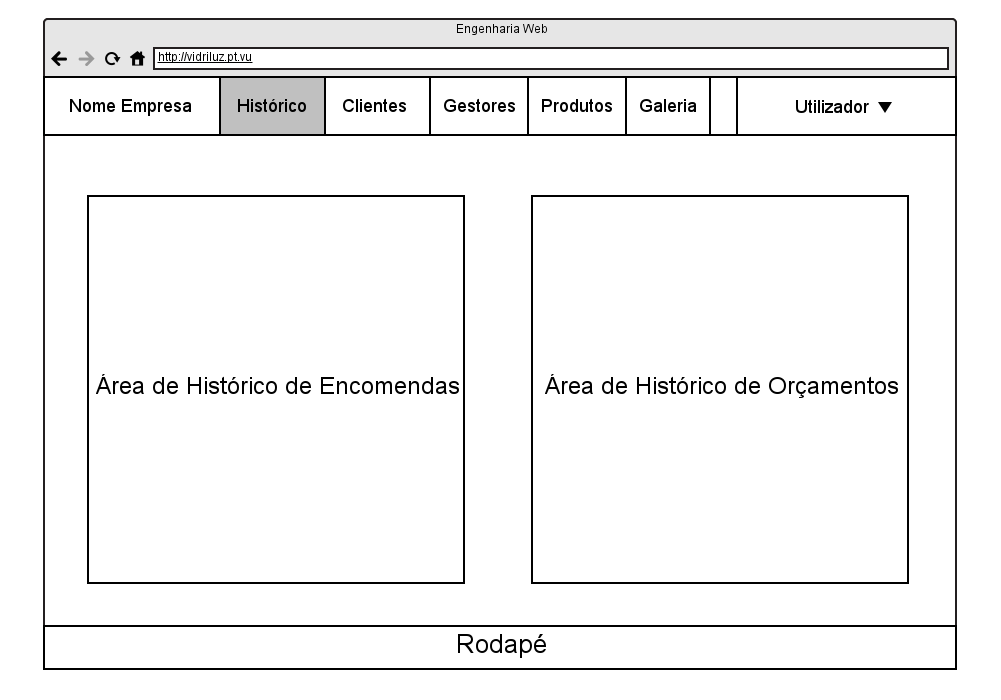 Engenharia Web
http://vidriluz.pt.vu
Nome Empresa Histórico Clientes Gestores Produtos Galeria Utilizador ▼
Área de Histórico de Encomendas Área de Histórico de Orçamentos
Rodapé